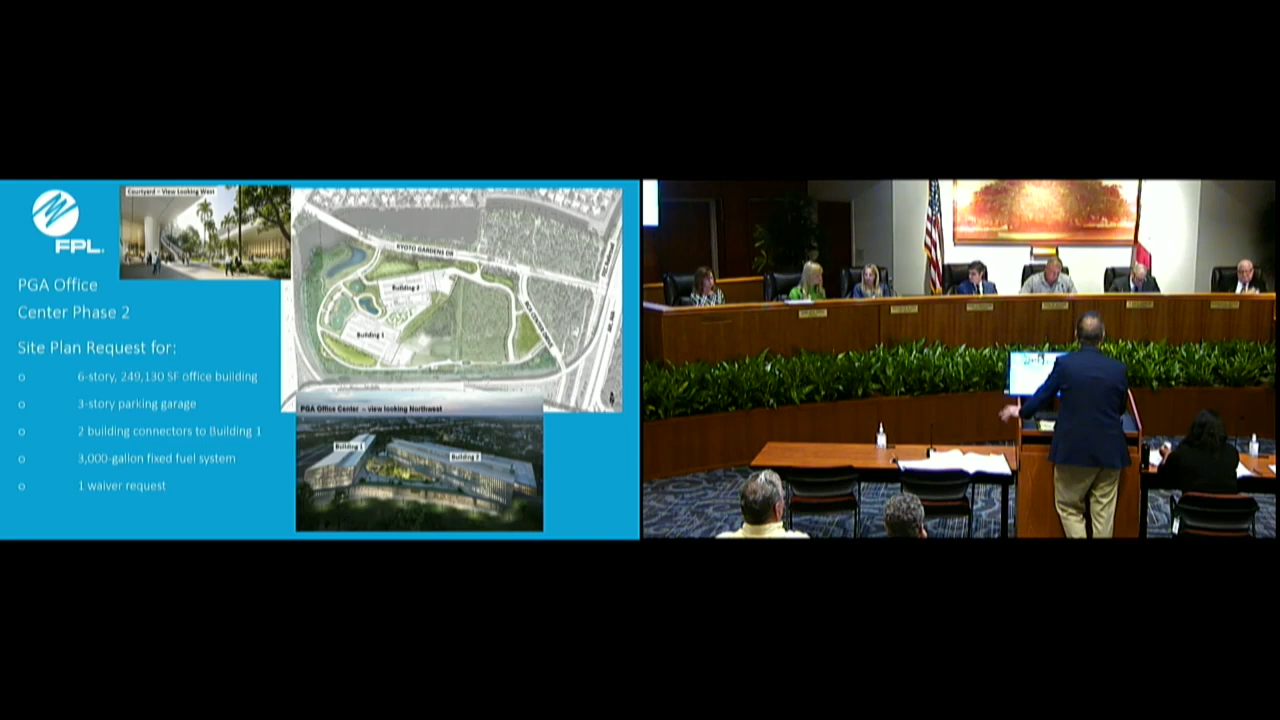 FPL.
Courtyard – View Looking West
PGA Office
Center Phase 2
Site Plan Request for:
o 6-story, 249,130 SF office building
o 3-story parking garage
o 2 building connectors to Building 1
o 3,000-gallon fixed fuel system
o 1 waiver request
KYOTO GARDENS DR
Building 2
Building 1
PGA Office Center – view looking Northwest
Building 1
Building 2